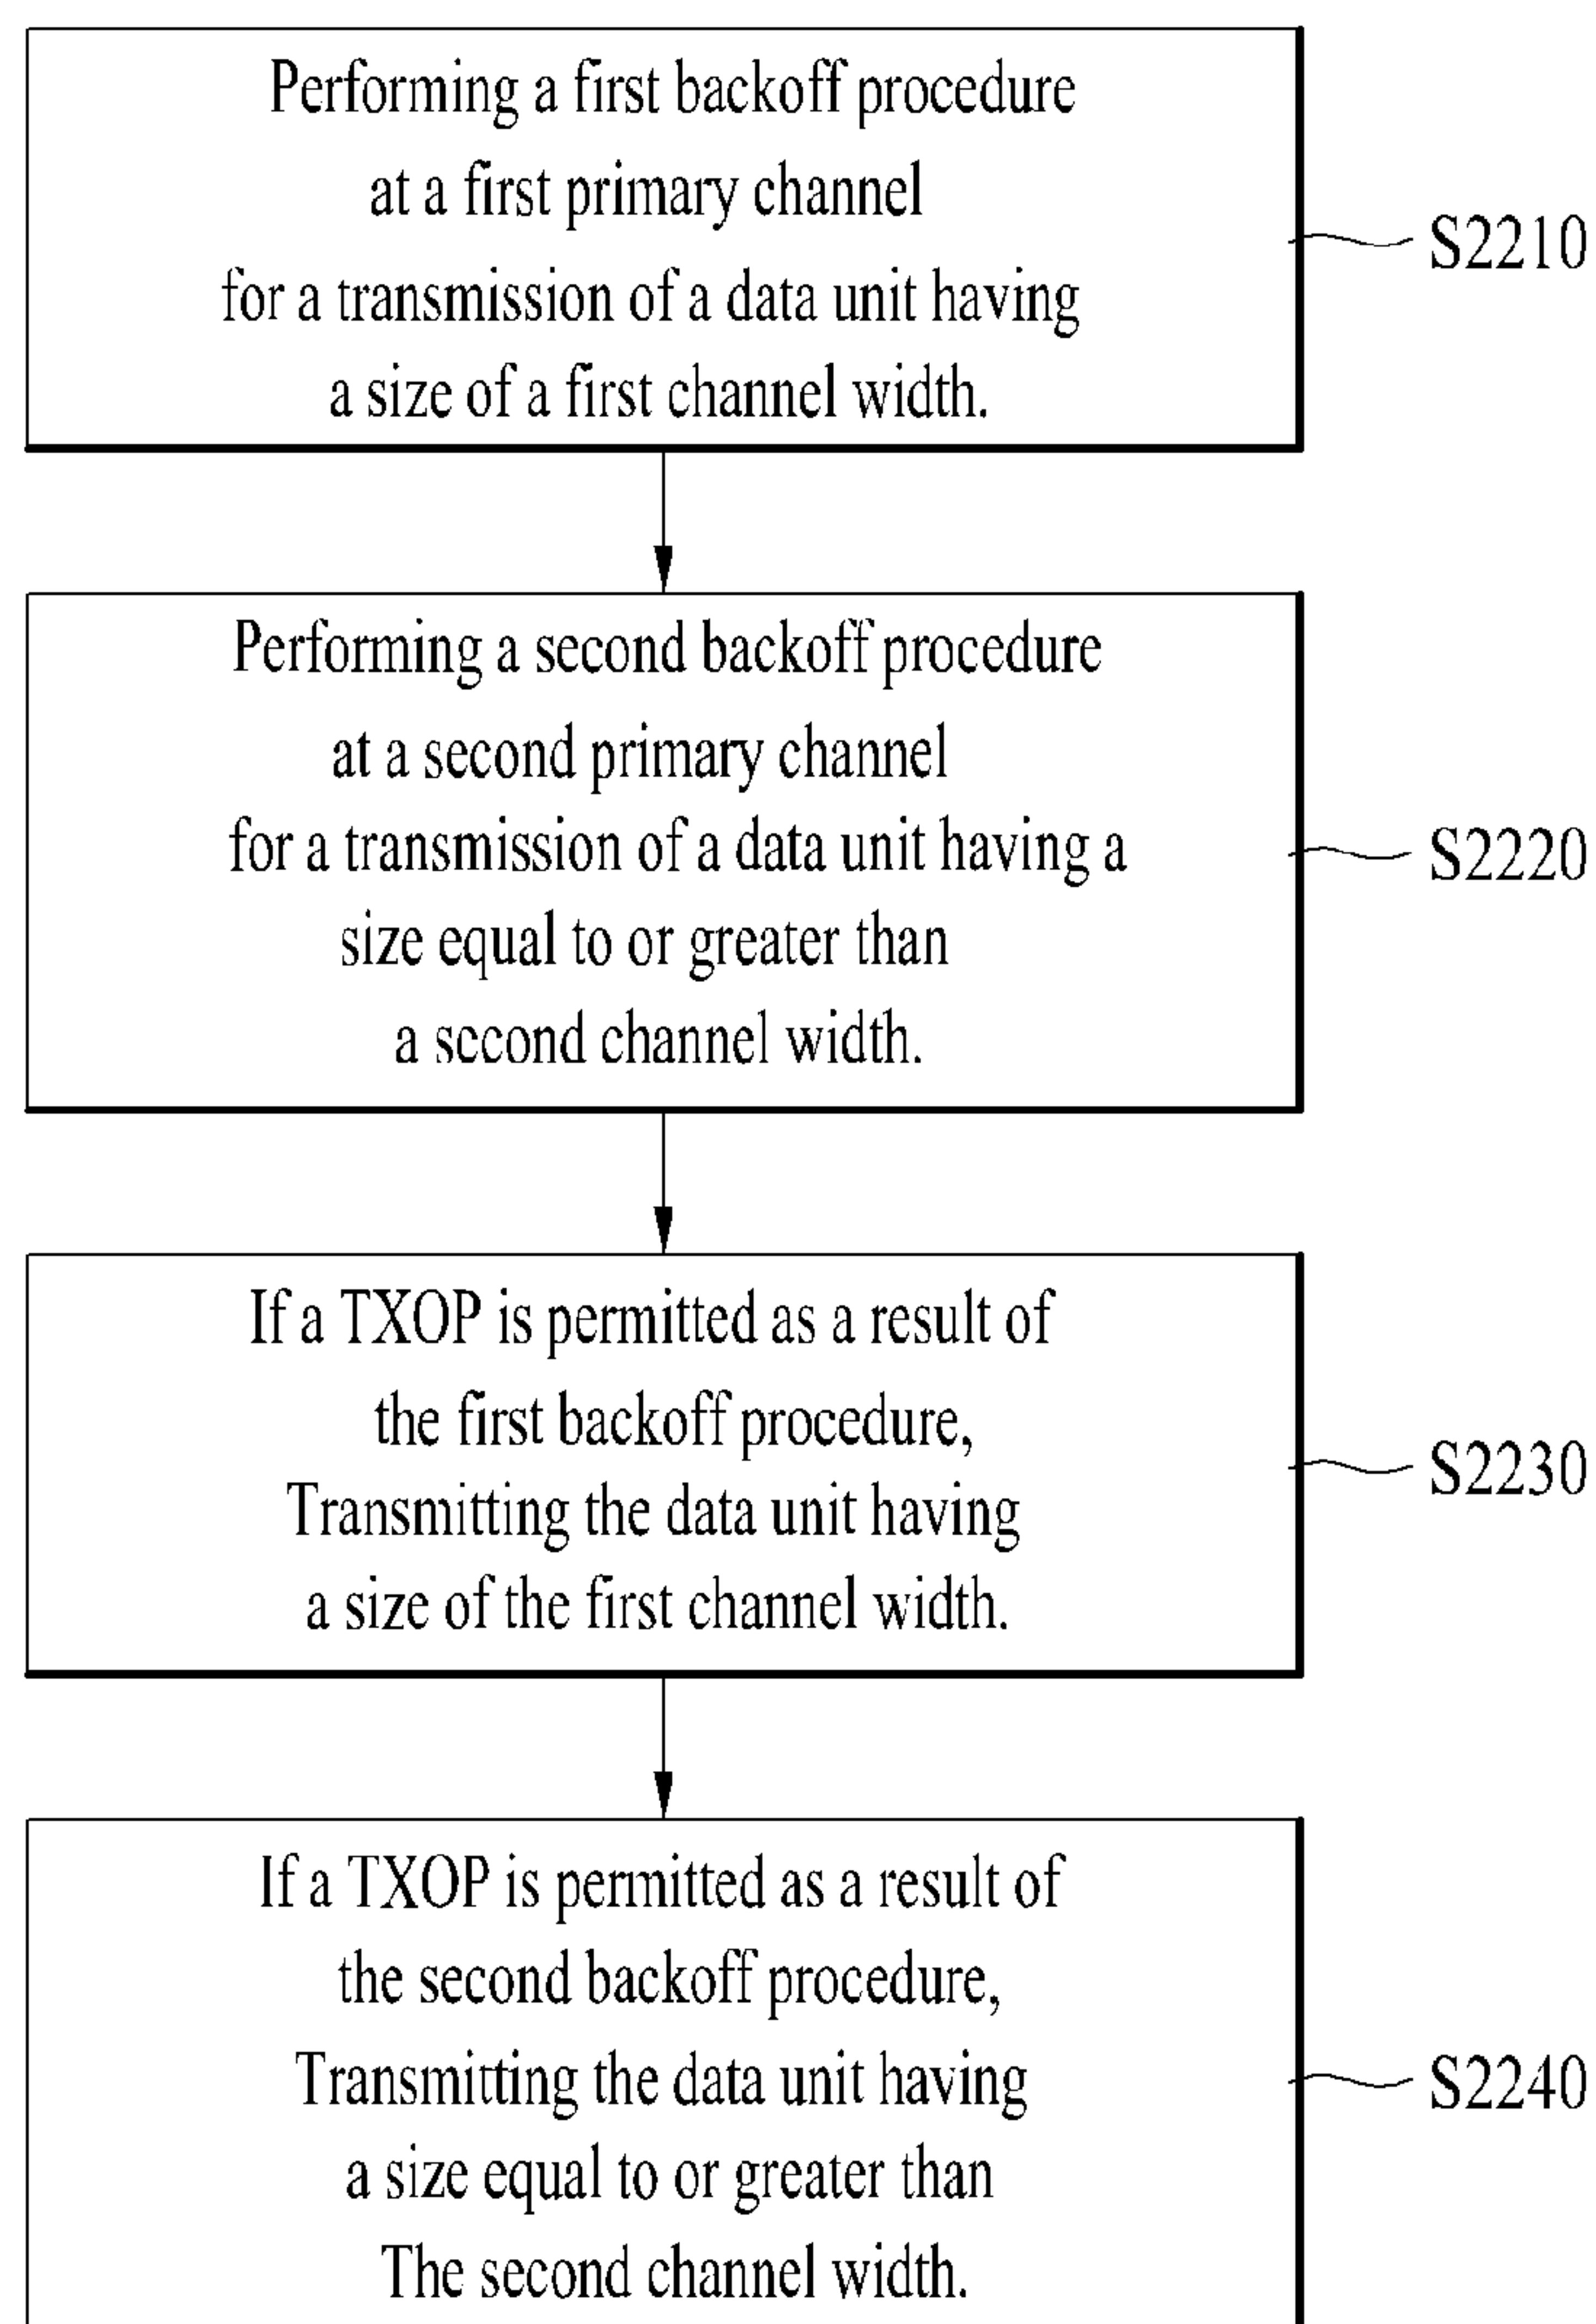 Performing a first backoff procedure
at a first primary channel
for a transmission of a data unit having
a size of a first channel width.
S2210
Performing a second backoff procedure
at a second primary channel
for a transmission of a data unit having a
size equal to or greater than
a second channel width.
S2220
If a TXOP is permitted as a result of
the first backoff procedure,
Transmitting the data unit having
a size of the first channel width.
S2230
If a TXOP is permitted as a result of
the second backoff procedure,
Transmitting the data unit having
a size equal to or greater than
The second channel width.
S2240